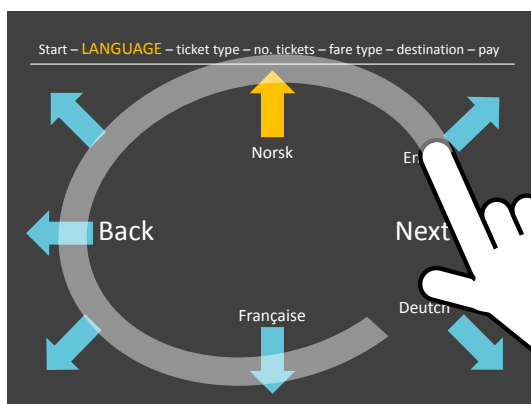 Start – LANGUAGE – ticket type – no. tickets – fare type – destination – pay
Norsk
Back
Next
Française
Deutch